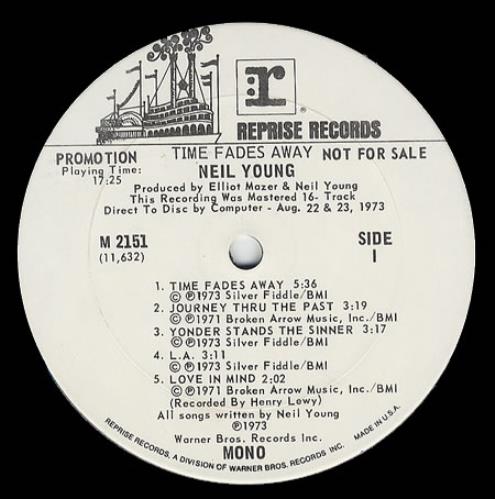 r
®
REPRISE RECORDS
PROMOTION TIME FADES AWAY NOT FOR SALE
Playing Time: NEIL YOUNG
17:25
Produced by Elliot Mazer & Neil Young
This Recording Was Mastered 16- Track
Direct To Disc by Computer - Aug. 22 & 23, 1973
M 2151 SIDE
(11,632) I
1. TIME FADES AWAY 5:36
©℗1973 Silver Fiddle/BMI
2. JOURNEY THRU THE PAST 3:19
©℗1971 Broken Arrow Music, Inc./BMI
3. YONDER STANDS THE SINNER 3:17
©℗1973 Silver Fiddle/BMI
4. L.A. 3:11
©℗1973 Silver Fiddle/BMI
5. LOVE IN MIND 2:02
©℗1971 Broken Arrow Music, Inc./BMI
(Recorded By Henry Lewy)
All songs written by Neil Young
℗1973
Warner Bros. Records Inc.
MONO
REPRISE RECORDS, A DIVISION OF WARNER BROS. RECORDS INC. MADE IN U.S.A.